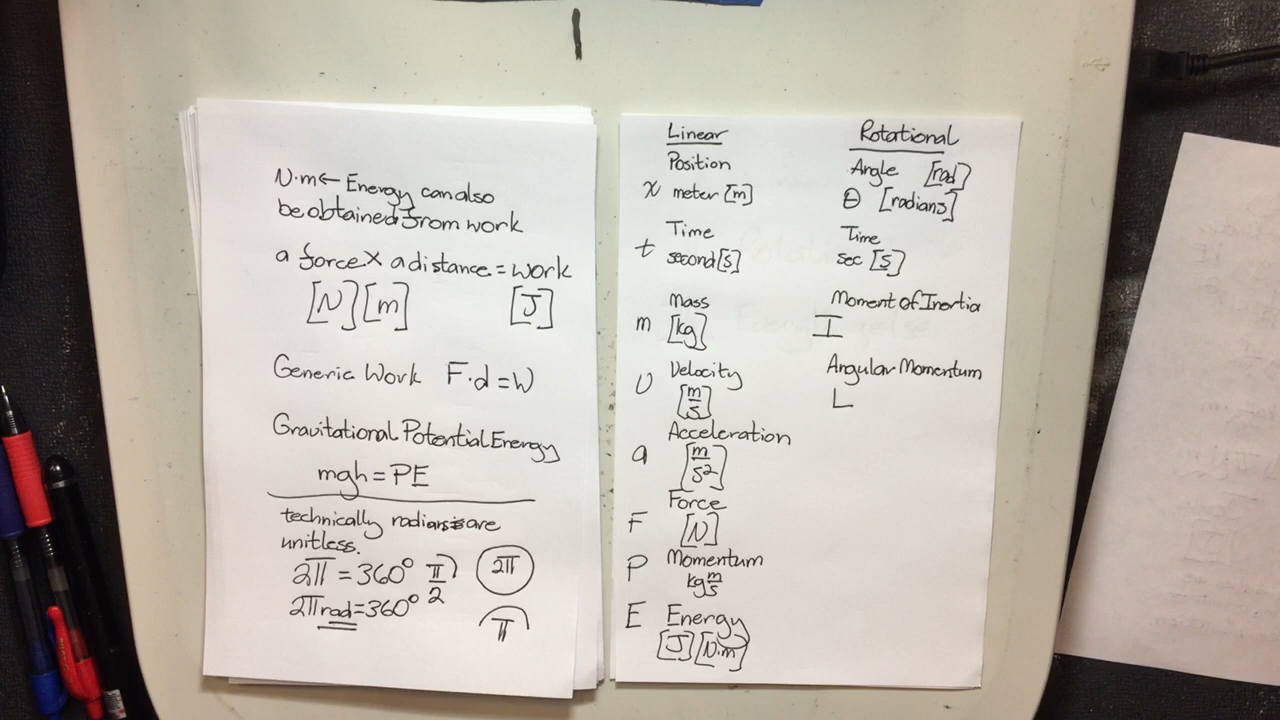 N·m← Energy can also
be obtained from work
a force × a distance = work
[N] [m] [J]
Generic Work F·d = W
Gravitational Potential Energy
mgh = PE
technically radians are
unitless.
2π = 360° π/2 2π
2π rad = 360° π
Linear
Position
x meter [m]
t Time
second [s]
Mass
m [kg]
Velocity
v [m/s]
Acceleration
a [m/s²]
Force
F [N]
P Momentum
kg m/s
E Energy
[J] [N·m]
Rotational
Angle [rad]
θ [radians]
Time
sec [s]
Moment of Inertia
I
Angular Momentum
L